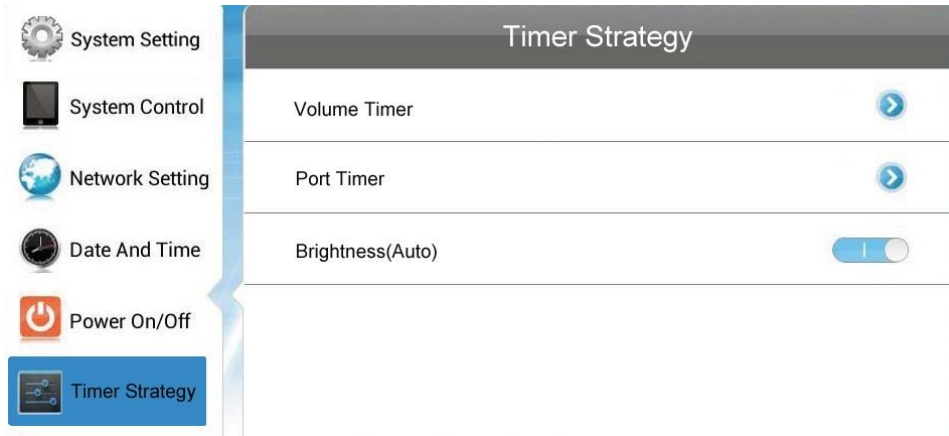 System Setting
System Control
Network Setting
Date And Time
Power On/Off
Timer Strategy
Timer Strategy
Volume Timer
Port Timer
Brightness(Auto)